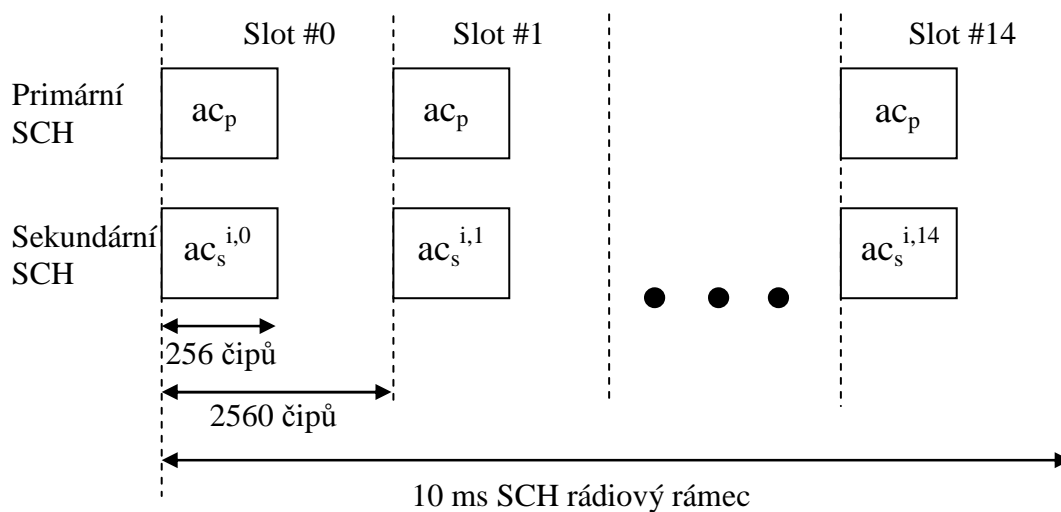 Slot #0 Slot #1 Slot #14
Primární
SCH
ac_p ac_p ac_p
Sekundární
SCH
ac_s^i,0 ac_s^i,1 ac_s^i,14
256 čipů
2560 čipů
10 ms SCH rádiový rámec